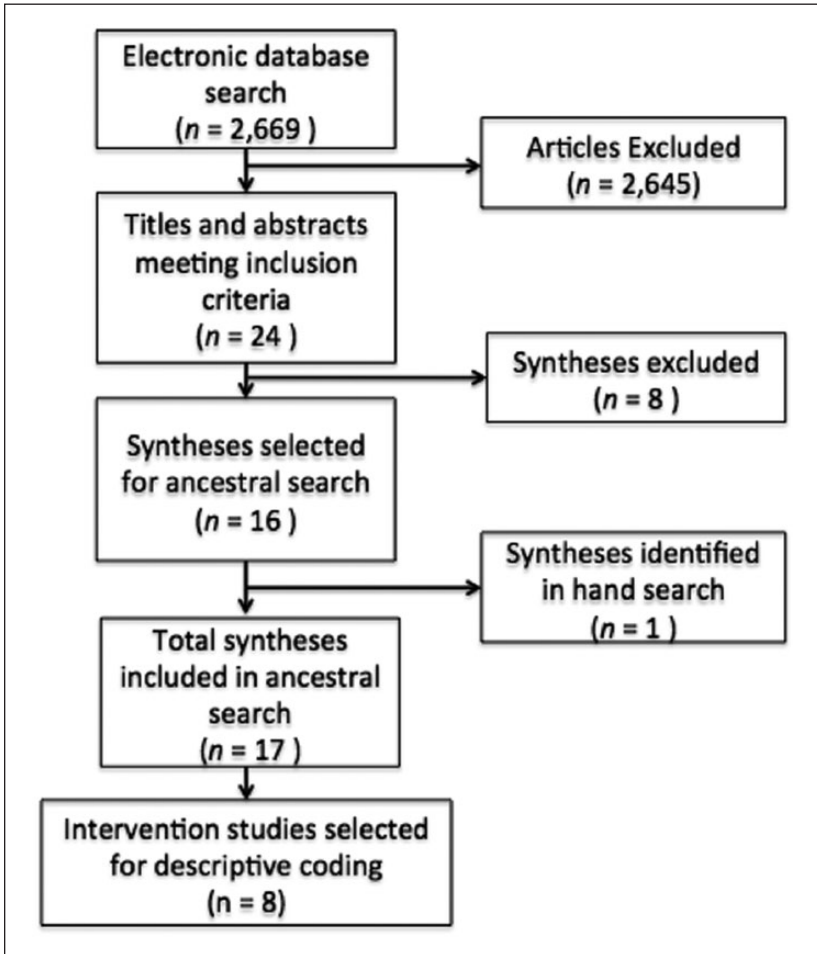 Electronic database
search
(n = 2,669 )
Articles Excluded
(n = 2,645)
Titles and abstracts
meeting inclusion
criteria
(n = 24 )
Syntheses excluded
(n = 8 )
Syntheses selected
for ancestral search
(n = 16 )
Syntheses identified
in hand search
(n = 1 )
Total syntheses
included in ancestral
search
(n = 17 )
Intervention studies selected
for descriptive coding
(n = 8)